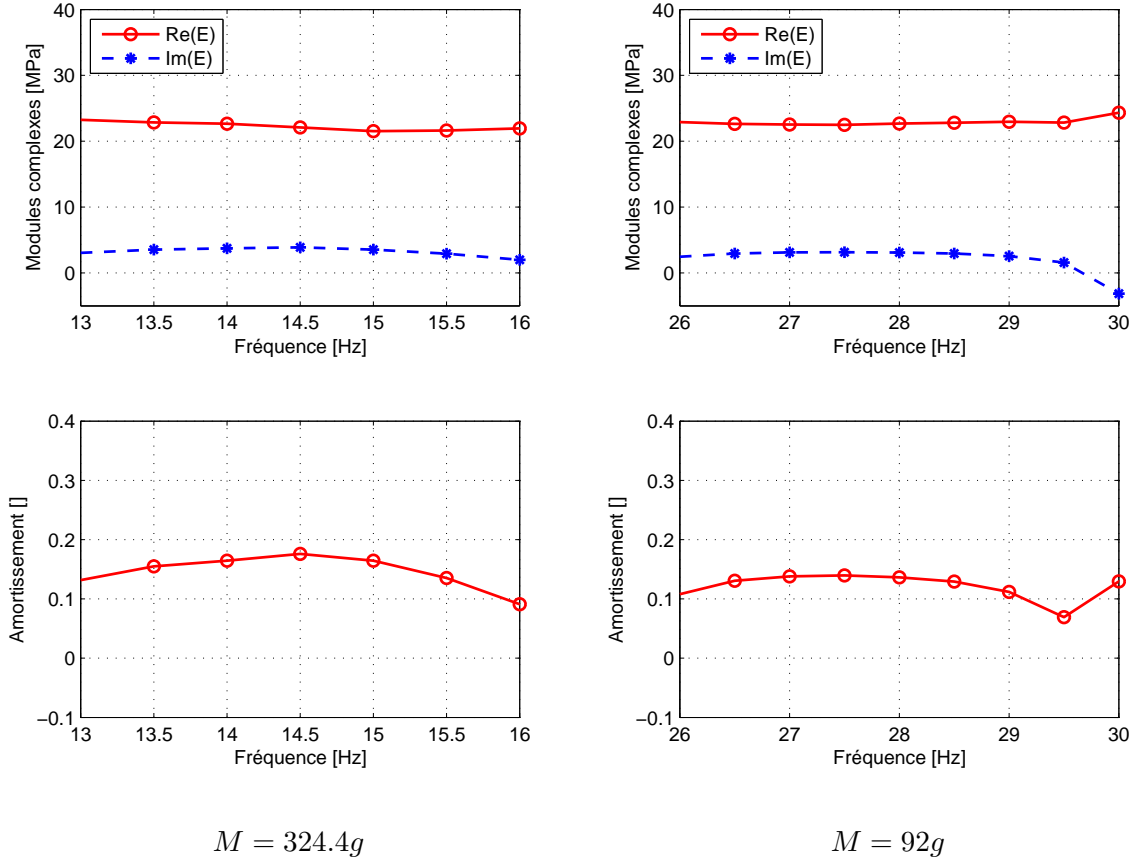 Modules complexes [MPa]
40
30
20
10
0
Re(E)
Im(E)
13 13.5 14 14.5 15 15.5 16
Fréquence [Hz]
Modules complexes [MPa]
40
30
20
10
0
Re(E)
Im(E)
26 27 28 29 30
Fréquence [Hz]
Amortissement []
0.4
0.3
0.2
0.1
0
−0.1
13 13.5 14 14.5 15 15.5 16
Fréquence [Hz]
Amortissement []
0.4
0.3
0.2
0.1
0
−0.1
26 27 28 29 30
Fréquence [Hz]
M = 324.4g
M = 92g